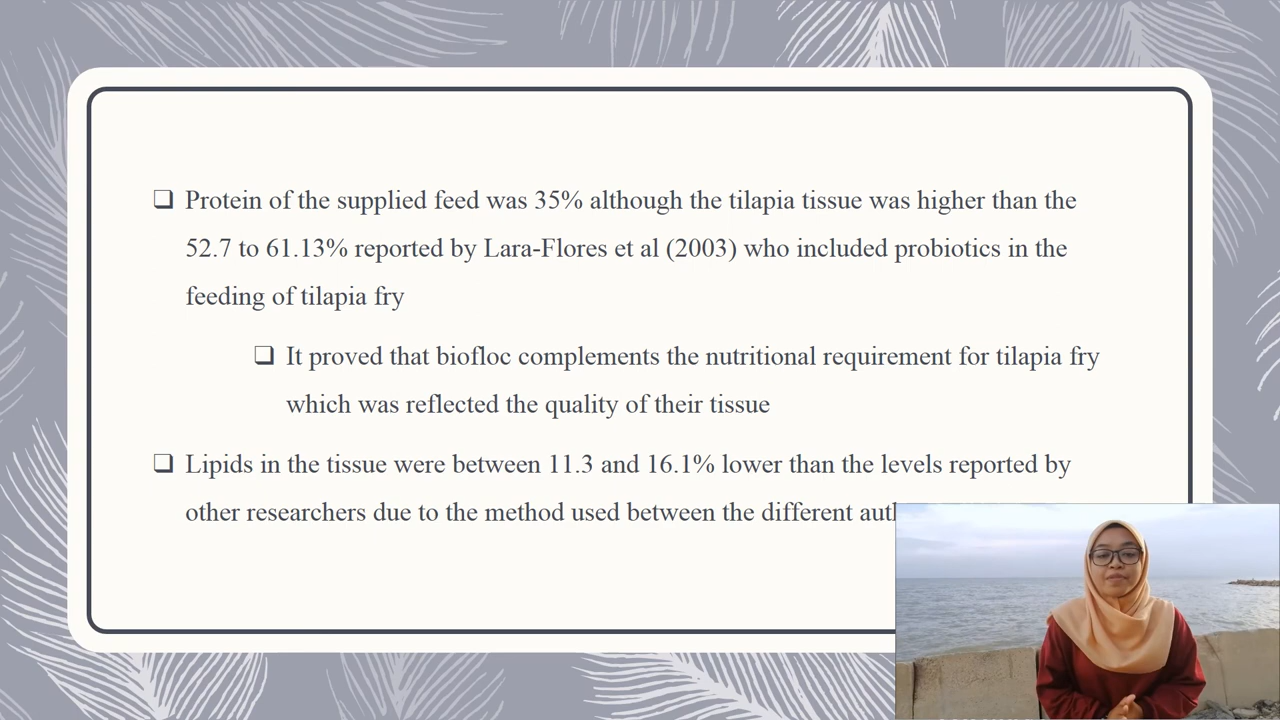 ❑ Protein of the supplied feed was 35% although the tilapia tissue was higher than the
52.7 to 61.13% reported by Lara-Flores et al (2003) who included probiotics in the
feeding of tilapia fry
❑ It proved that biofloc complements the nutritional requirement for tilapia fry
which was reflected the quality of their tissue
❑ Lipids in the tissue were between 11.3 and 16.1% lower than the levels reported by
other researchers due to the method used between the different